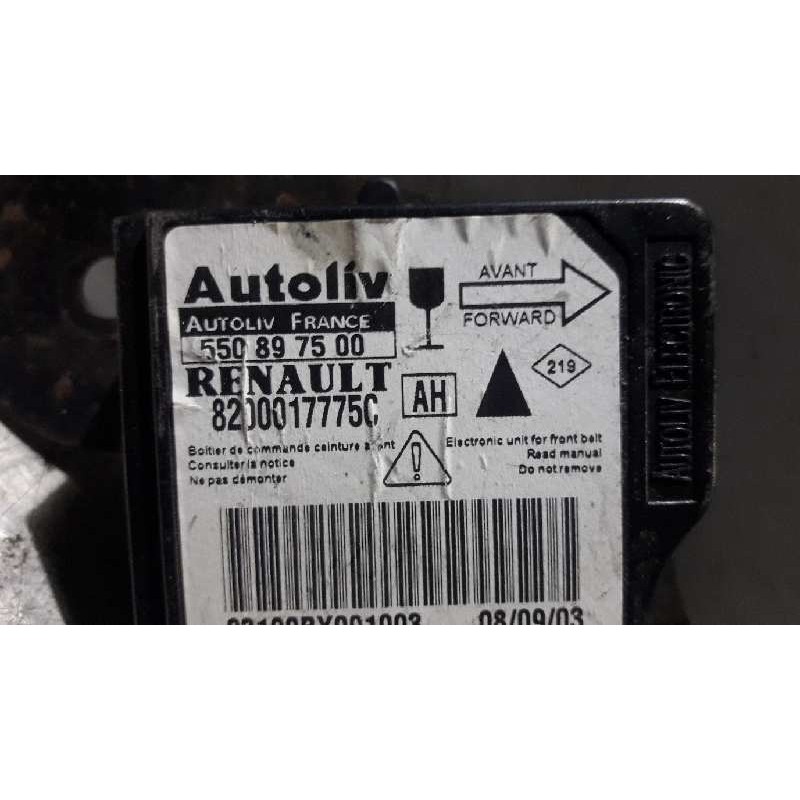 Autoliv
AUTOLIV FRANCE
550 89 75 00
RENAULT
8200017775C
AH
AVANT
FORWARD
219
Boîtier de commande ceinture avant
Consulter la notice
Ne pas démonter
Electronic unit for front belt
Read manual
Do not remove
08/09/03
AUTOLIV ELECTRONIC